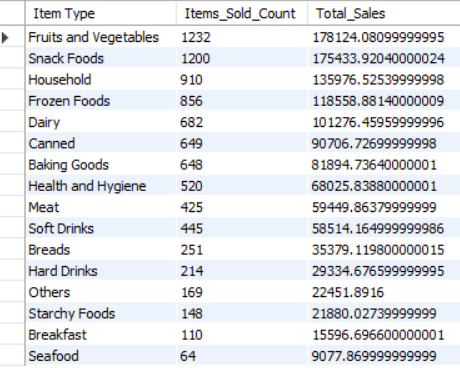 Item Type Items_Sold_Count Total_Sales
Fruits and Vegetables 1232 178124.08099999995
Snack Foods 1200 175433.92040000024
Household 910 135976.52539999998
Frozen Foods 856 118558.88140000009
Dairy 682 101276.45959999996
Canned 649 90706.72699999998
Baking Goods 648 81894.73640000001
Health and Hygiene 520 68025.83880000001
Meat 425 59449.86379999999
Soft Drinks 445 58514.164999999986
Breads 251 35379.119800000015
Hard Drinks 214 29334.676599999995
Others 169 22451.8916
Starchy Foods 148 21880.02739999999
Breakfast 110 15596.696600000001
Seafood 64 9077.869999999999